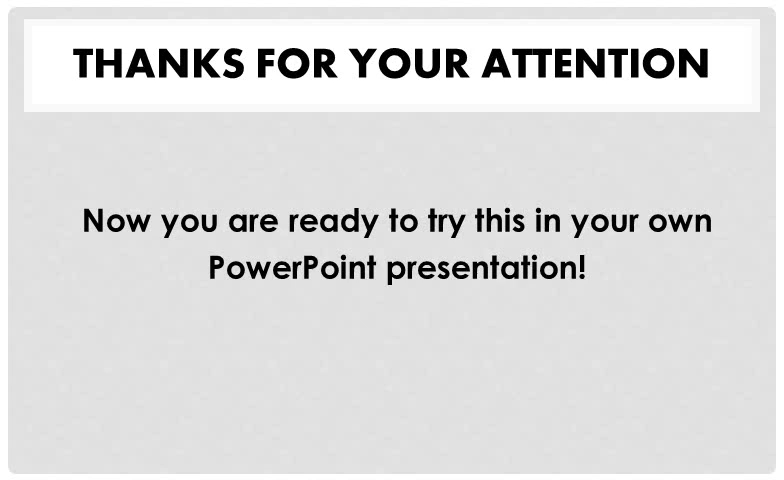 THANKS FOR YOUR ATTENTION
Now you are ready to try this in your own
PowerPoint presentation!